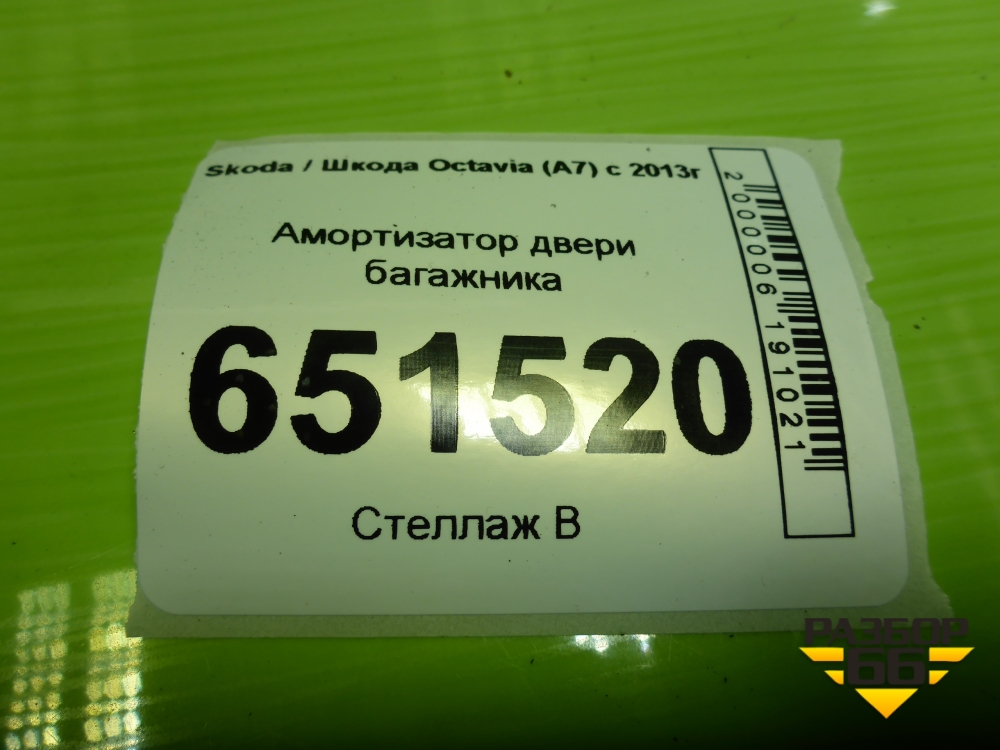 Skoda / Шкода Octavia (A7) с 2013г
Амортизатор двери
багажника
651520
Стеллаж В
2000006191021
РАЗБОР
66